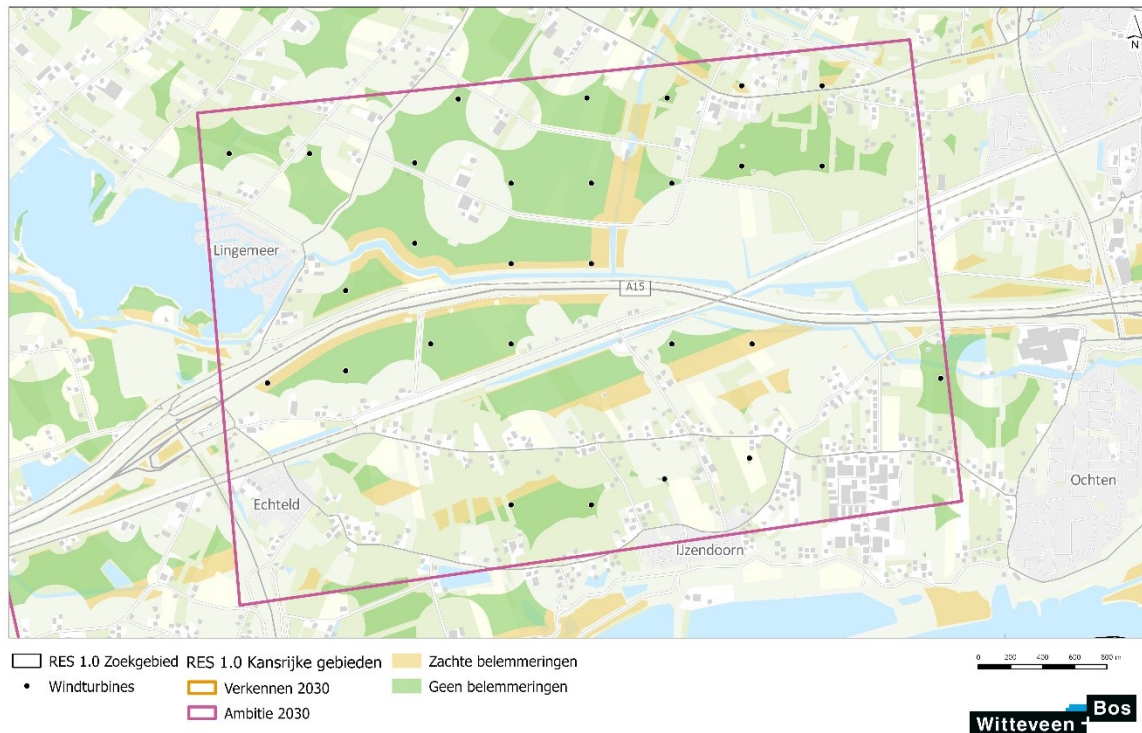 N
Lingemeer
A15
Echteld
IJzendoorn
Ochten
RES 1.0 Zoekgebied
Windturbines
RES 1.0 Kansrijke gebieden
Verkennen 2030
Ambitie 2030
Zachte belemmeringen
Geen belemmeringen
0 200 400 600 800 m
Witteveen + Bos